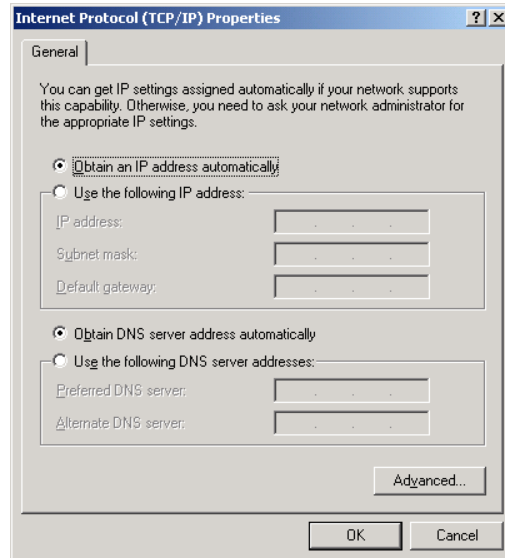 Internet Protocol (TCP/IP) Properties
General
You can get IP settings assigned automatically if your network supports
this capability. Otherwise, you need to ask your network administrator for
the appropriate IP settings.
Obtain an IP address automatically
Use the following IP address:
IP address:
Subnet mask:
Default gateway:
Obtain DNS server address automatically
Use the following DNS server addresses:
Preferred DNS server:
Alternate DNS server:
Advanced...
OK Cancel